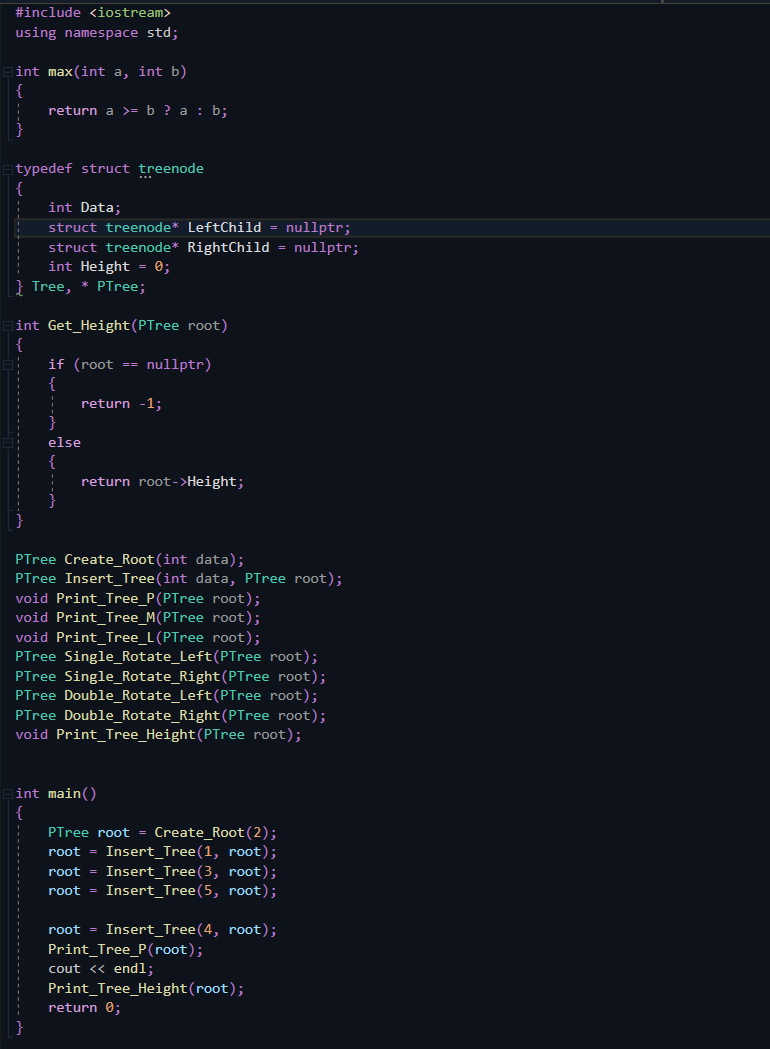 #include <iostream>
using namespace std;
int max(int a, int b)
{
return a >= b ? a : b;
}
typedef struct treenode
{
int Data;
struct treenode* LeftChild = nullptr;
struct treenode* RightChild = nullptr;
int Height = 0;
} Tree, * PTree;
int Get_Height(PTree root)
{
if (root == nullptr)
{
return -1;
}
else
{
return root->Height;
}
}
PTree Create_Root(int data);
PTree Insert_Tree(int data, PTree root);
void Print_Tree_P(PTree root);
void Print_Tree_M(PTree root);
void Print_Tree_L(PTree root);
PTree Single_Rotate_Left(PTree root);
PTree Single_Rotate_Right(PTree root);
PTree Double_Rotate_Left(PTree root);
PTree Double_Rotate_Right(PTree root);
void Print_Tree_Height(PTree root);
int main()
{
PTree root = Create_Root(2);
root = Insert_Tree(1, root);
root = Insert_Tree(3, root);
root = Insert_Tree(5, root);
root = Insert_Tree(4, root);
Print_Tree_P(root);
cout << endl;
Print_Tree_Height(root);
return 0;
}